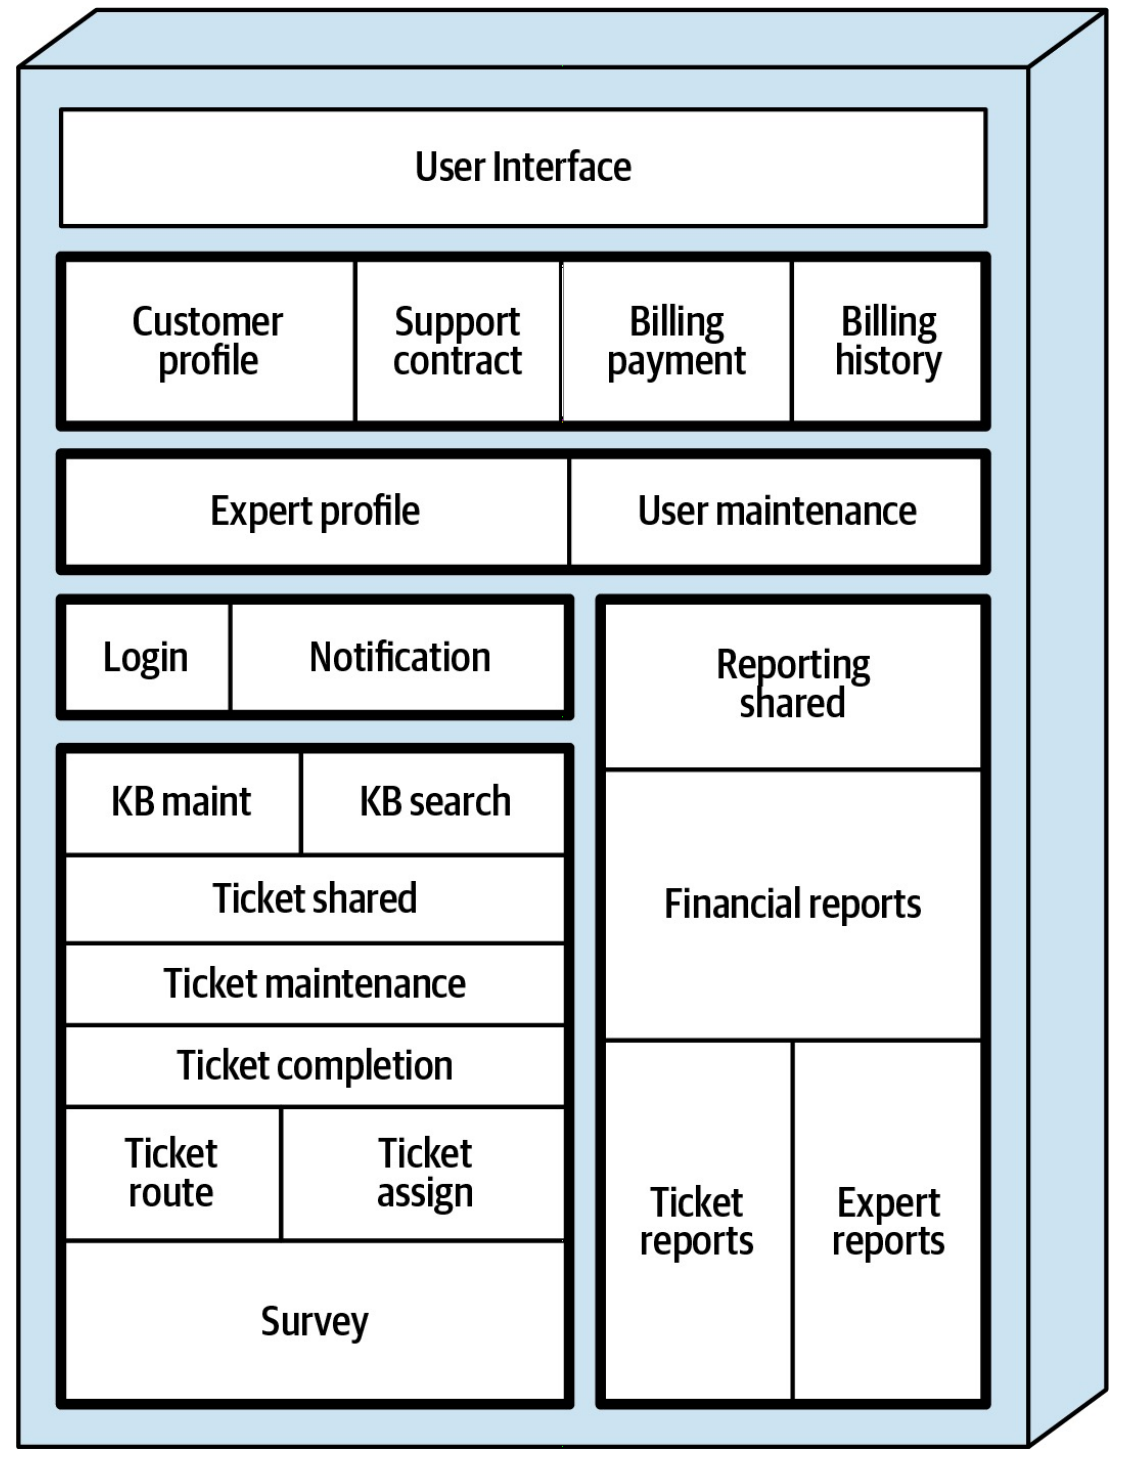 User Interface
Customer
profile
Support
contract
Billing
payment
Billing
history
Expert profile
User maintenance
Login
Notification
Reporting
shared
KB maint
KB search
Ticket shared
Financial reports
Ticket maintenance
Ticket completion
Ticket
route
Ticket
assign
Ticket
reports
Expert
reports
Survey